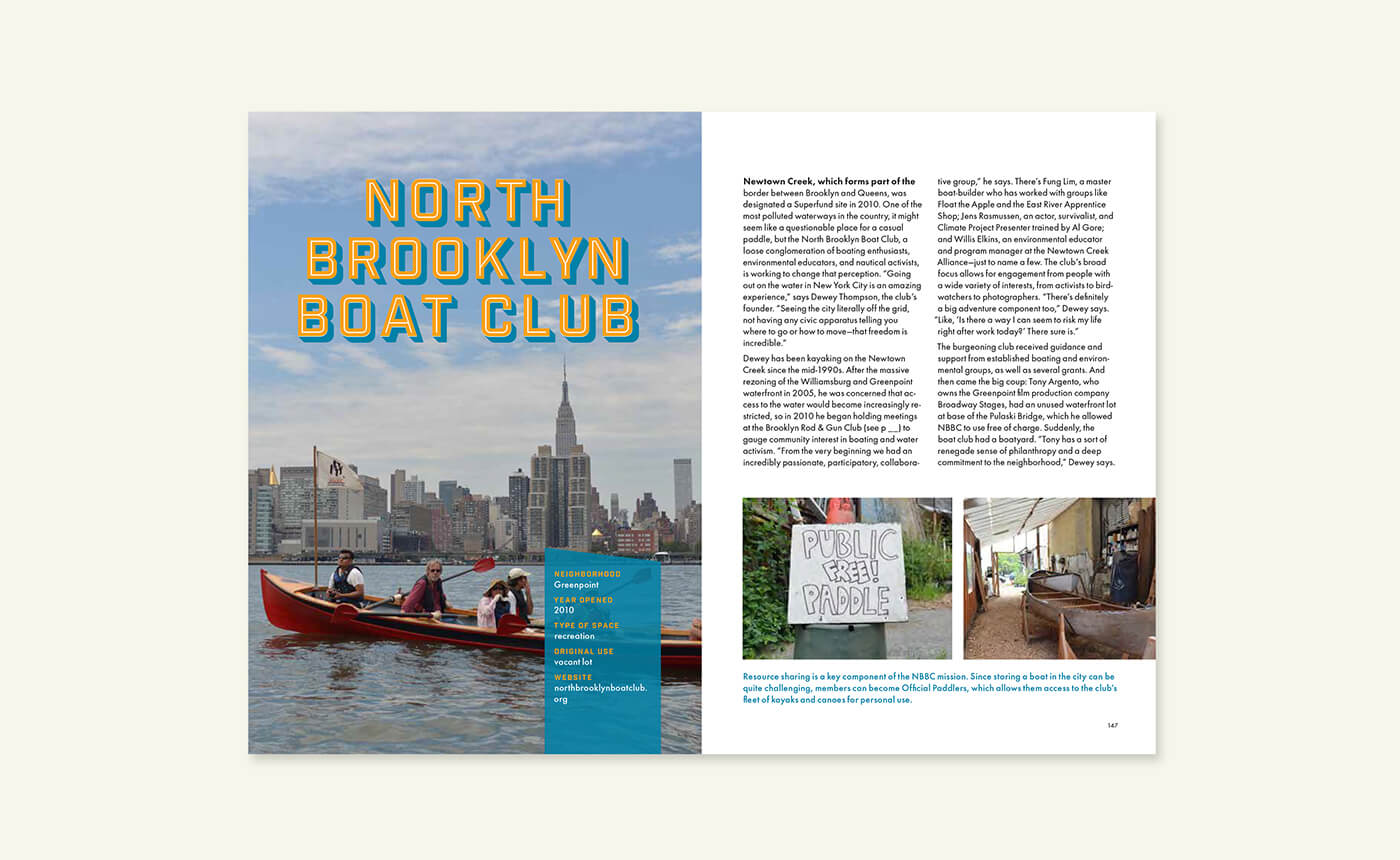 NORTH
BROOKLYN
BOAT CLUB
NEIGHBORHOOD
Greenpoint
YEAR OPENED
2010
TYPE OF SPACE
recreation
ORIGINAL USE
vacant lot
WEBSITE
northbrooklynboatclub.
org
Newtown Creek, which forms part of the
border between Brooklyn and Queens, was
designated a Superfund site in 2010. One of the
most polluted waterways in the country, it might
seem like a questionable place for a casual
paddle, but the North Brooklyn Boat Club, a
loose conglomeration of boating enthusiasts,
environmental educators, and nautical activists,
is working to change that perception. “Going
out on the water in New York City is an amazing
experience,” says Dewey Thompson, the club’s
founder. “Seeing the city literally off the grid,
not having any civic apparatus telling you
where to go or how to move—that freedom is
incredible.”
Dewey has been kayaking on the Newtown
Creek since the mid-1990s. After the massive
rezoning of the Williamsburg and Greenpoint
waterfront in 2005, he was concerned that ac-
cess to the water would become increasingly re-
stricted, so in 2010 he began holding meetings
at the Brooklyn Rod & Gun Club (see p __) to
gauge community interest in boating and water
activism. “From the very beginning we had an
incredibly passionate, participatory, collabora-
tive group,” he says. There’s Fung Lim, a master
boat-builder who has worked with groups like
Float the Apple and the East River Apprentice
Shop; Jens Rasmussen, an actor, survivalist, and
Climate Project Presenter trained by Al Gore;
and Willis Elkins, an environmental educator
and program manager at the Newtown Creek
Alliance—just to name a few. The club’s broad
focus allows for engagement from people with
a wide variety of interests, from activists to bird-
watchers to photographers. “There’s definitely
a big adventure component too,” Dewey says.
“Like, ‘Is there a way I can seem to risk my life
right after work today?’ There sure is.”
The burgeoning club received guidance and
support from established boating and environ-
mental groups, as well as several grants. And
then came the big coup: Tony Argento, who
owns the Greenpoint film production company
Broadway Stages, had an unused waterfront lot
at base of the Pulaski Bridge, which he allowed
NBBC to use free of charge. Suddenly, the
boat club had a boatyard. “Tony has a sort of
renegade sense of philanthropy and a deep
commitment to the neighborhood,” Dewey says.
PUBLIC
FREE!
PADDLE
Resource sharing is a key component of the NBBC mission. Since storing a boat in the city can be
quite challenging, members can become Official Paddlers, which allows them access to the club’s
fleet of kayaks and canoes for personal use.
147